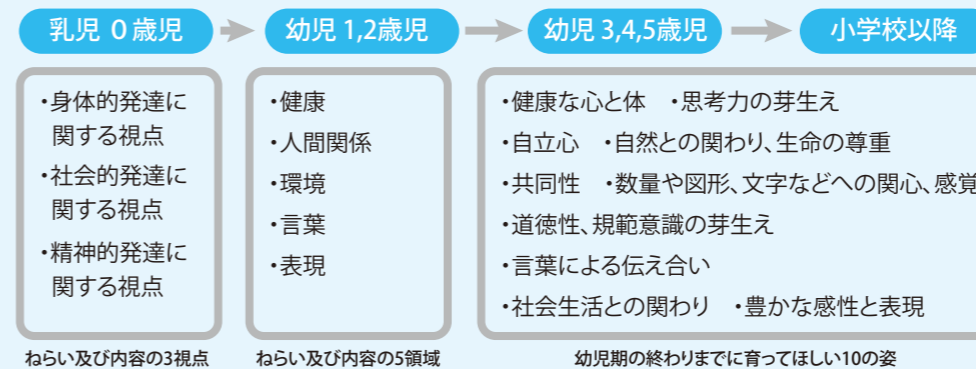 乳児 0歳児
幼児 1,2歳児
幼児 3,4,5歳児
小学校以降
・身体的発達に
関する視点
・社会的発達に
関する視点
・精神的発達に
関する視点
ねらい及び内容の3視点
・健康
・人間関係
・環境
・言葉
・表現
ねらい及び内容の5領域
・健康な心と体 ・思考力の芽生え
・自立心 ・自然との関わり、生命の尊重
・共同性 ・数量や図形、文字などへの関心、感覚
・道徳性、規範意識の芽生え
・言葉による伝え合い
・社会生活との関わり ・豊かな感性と表現
幼児期の終わりまでに育ってほしい10の姿